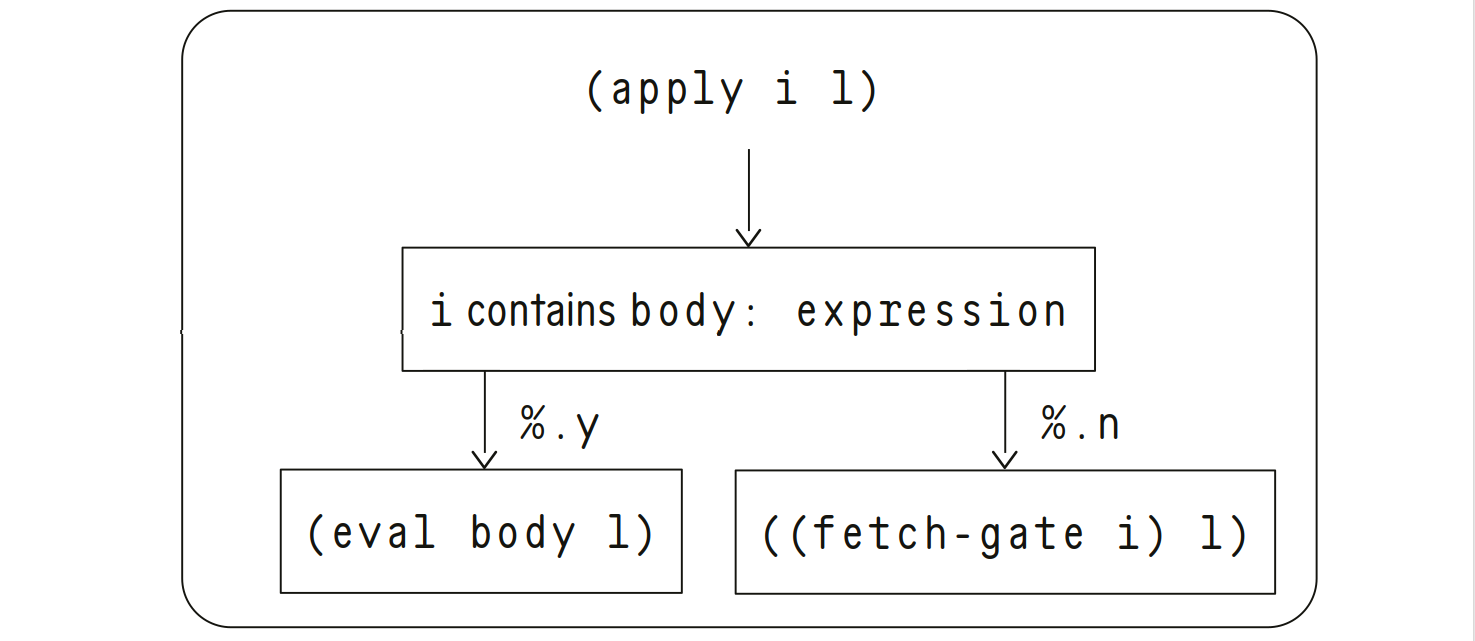 (apply i l)
i contains body: expression
%.y
%.n
(eval body l)
((fetch-gate i) l)